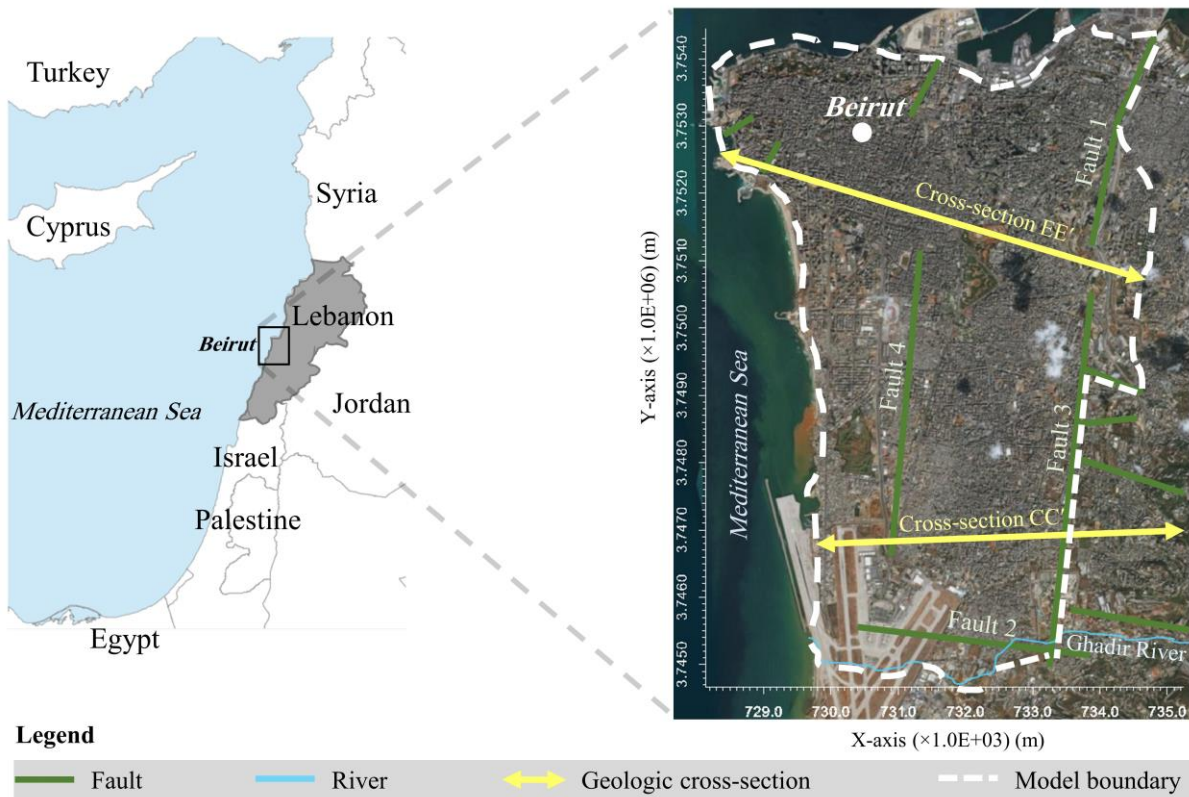 Turkey
Cyprus
Syria
Lebanon
Beirut
Mediterranean Sea
Jordan
Israel
Palestine
Egypt
Y-axis (×1.0E+06) (m)
3.7540
3.7530
3.7520
3.7510
3.7500
3.7490
3.7480
3.7470
3.7460
3.7450
Beirut
Fault 1
Cross-section EE′
Mediterranean Sea
Fault 4
Fault 3
Cross-section CC′
Fault 2
Ghadir River
729.0 730.0 731.0 732.0 733.0 734.0 735.0
X-axis (×1.0E+03) (m)
Legend
Fault River Geologic cross-section Model boundary